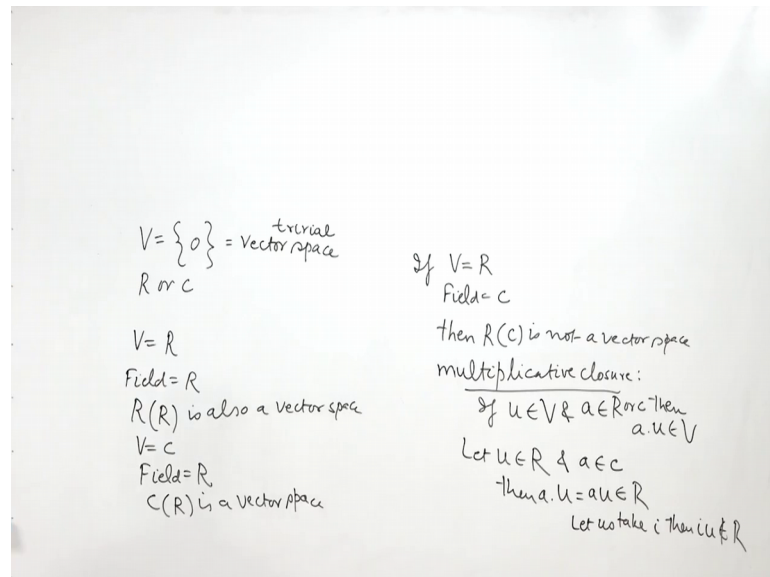 trivial
V = {0} = vector space
R or C
V = R
Field = R
R(R) is also a vector space
V = C
Field = R
C(R) is a vector space
If V = R
Field = C
then R(C) is not a vector space
multiplicative closure:
If u ∈ V & a ∈ R or C then
a.u ∈ V
Let u ∈ R & a ∈ C
then a.u = au ∈ R
Let us take i then iu ∉ R